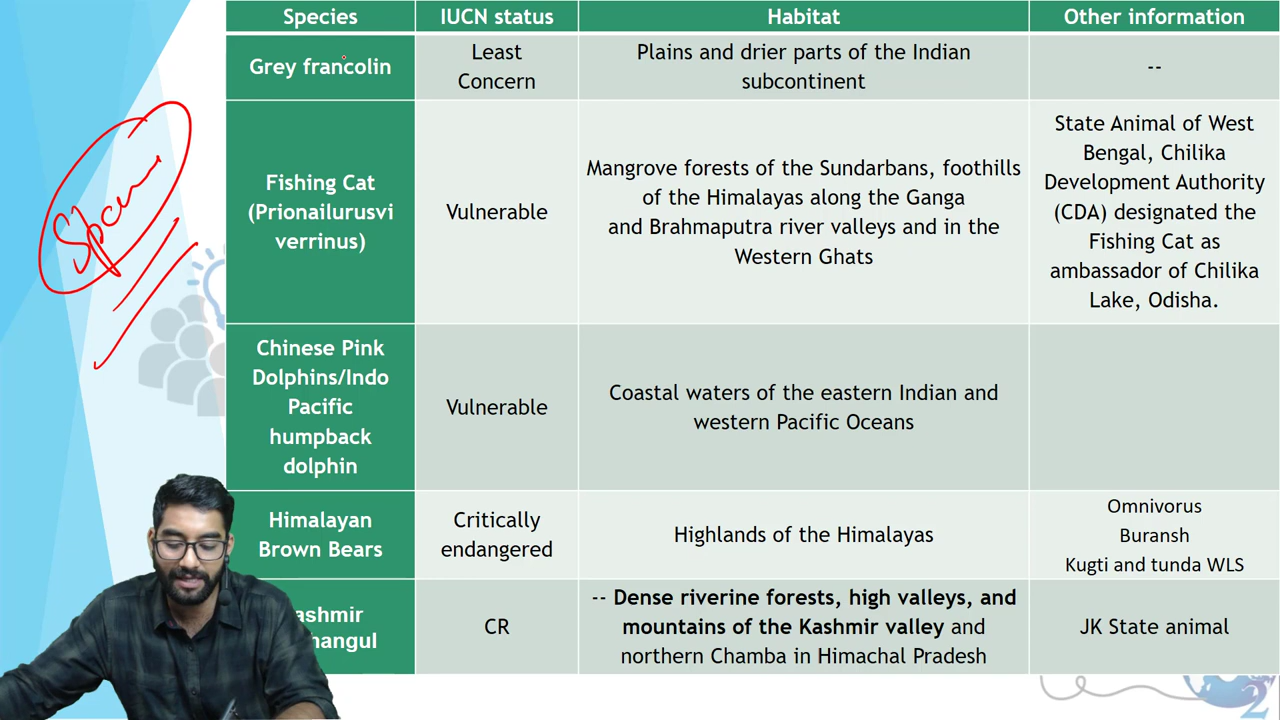 Species IUCN status Habitat Other information
Grey francolin
Least
Concern
Plains and drier parts of the Indian
subcontinent
--
Fishing Cat
(Prionailurusvi
verrinus)
Vulnerable
Mangrove forests of the Sundarbans, foothills
of the Himalayas along the Ganga
and Brahmaputra river valleys and in the
Western Ghats
State Animal of West
Bengal, Chilika
Development Authority
(CDA) designated the
Fishing Cat as
ambassador of Chilika
Lake, Odisha.
Chinese Pink
Dolphins/Indo
Pacific
humpback
dolphin
Vulnerable
Coastal waters of the eastern Indian and
western Pacific Oceans
Himalayan
Brown Bears
Critically
endangered
Highlands of the Himalayas
Omnivorus
Buransh
Kugti and tunda WLS
ashmir
hangul
CR
-- Dense riverine forests, high valleys, and
mountains of the Kashmir valley and
northern Chamba in Himachal Pradesh
JK State animal
2